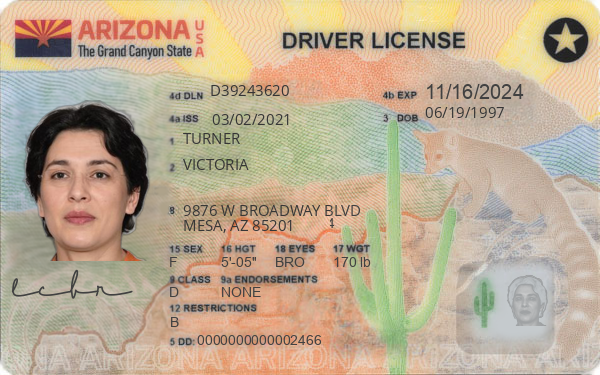 ARIZONA USA
The Grand Canyon State
DRIVER LICENSE
4d DLN D39243620
4b EXP 11/16/2024
4a ISS 03/02/2021
3 DOB 06/19/1997
1 TURNER
2 VICTORIA
8 9876 W BROADWAY BLVD
MESA, AZ 85201
15 SEX 16 HGT 18 EYES 17 WGT
F 5'-05" BRO 170 lb
9 CLASS 9a ENDORSEMENTS
D NONE
12 RESTRICTIONS
B
5 DD: 0000000000002466
ARIZONA ARIZONA ARIZONA ARIZONA